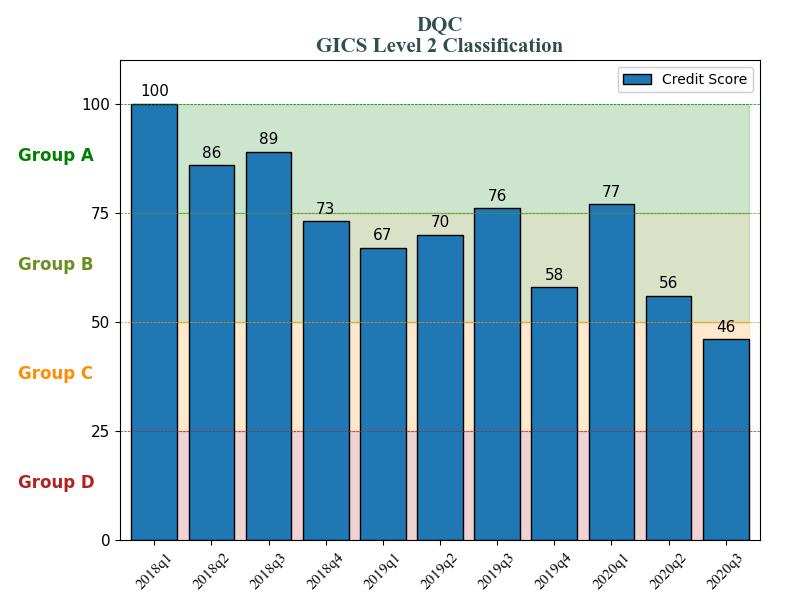 DQC
GICS Level 2 Classification
Credit Score
100
100
86
89
Group A
75
73
67
70
76
58
77
56
46
Group B
50
Group C
25
Group D
0
2018q1
2018q2
2018q3
2018q4
2019q1
2019q2
2019q3
2019q4
2020q1
2020q2
2020q3